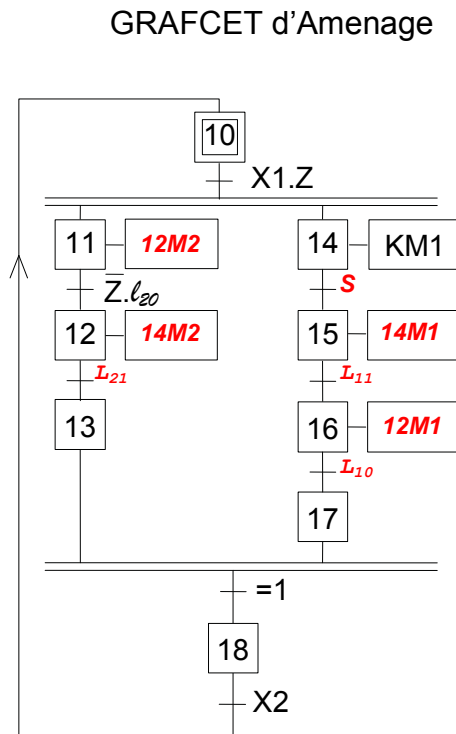 GRAFCET d'Amenage
10
X1.Z
11 12M2 14 KM1
Z̅.ℓ20 S
12 14M2 15 14M1
L21 L11
13 16 12M1
L10
17
=1
18
X2